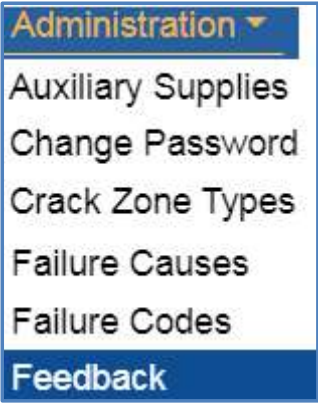 Administration
Auxiliary Supplies
Change Password
Crack Zone Types
Failure Causes
Failure Codes
Feedback